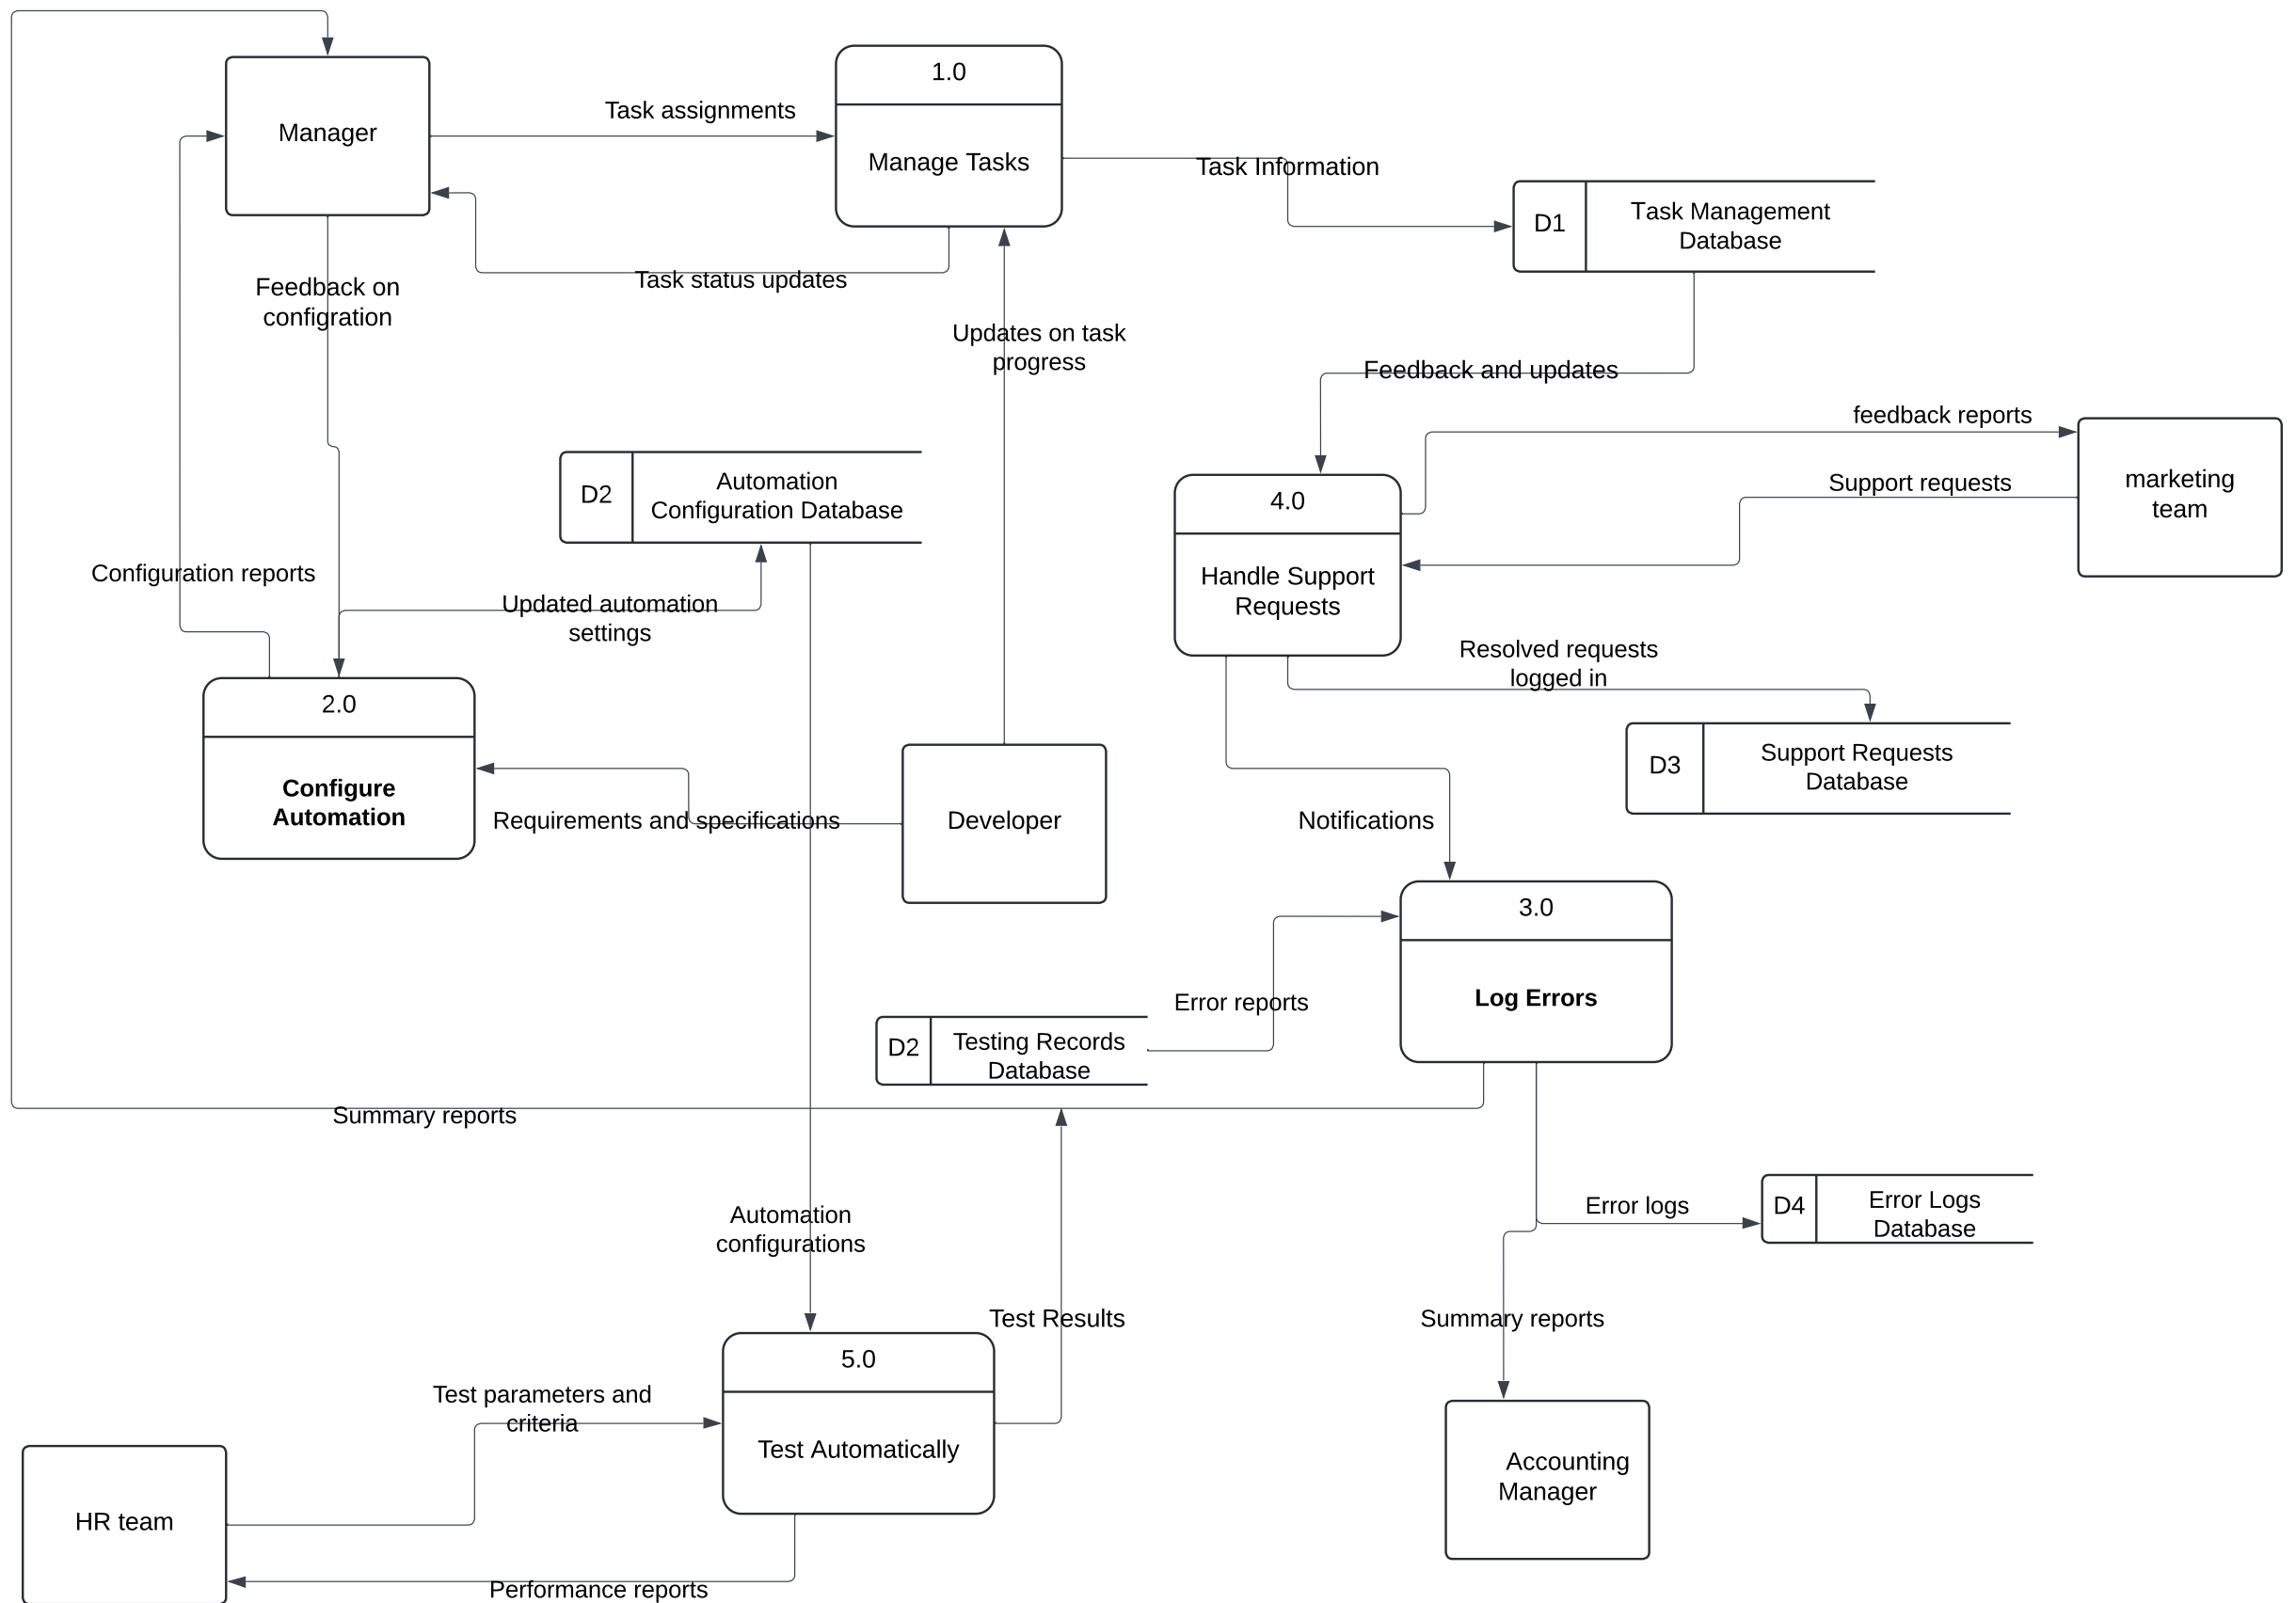 1.0
Manager
Task assignments
Manage Tasks
Task Information
D1
Task Management
Database
Task status updates
Feedback on
configration
Updates on task
progress
Feedback and updates
feedback reports
marketing
team
Support requests
D2
Automation
Configuration Database
4.0
Handle Support
Requests
Configuration reports
Updated automation
settings
Resolved requests
logged in
2.0
Configure
Automation
D3
Support Requests
Database
Requirements and specifications
Developer
Notifications
3.0
Log Errors
Error reports
D2
Testing Records
Database
Summary reports
Automation
configurations
Error logs
D4
Error Logs
Database
Test Results
Summary reports
5.0
Test Automatically
Test parameters and
criteria
HR team
Accounting
Manager
Performance reports